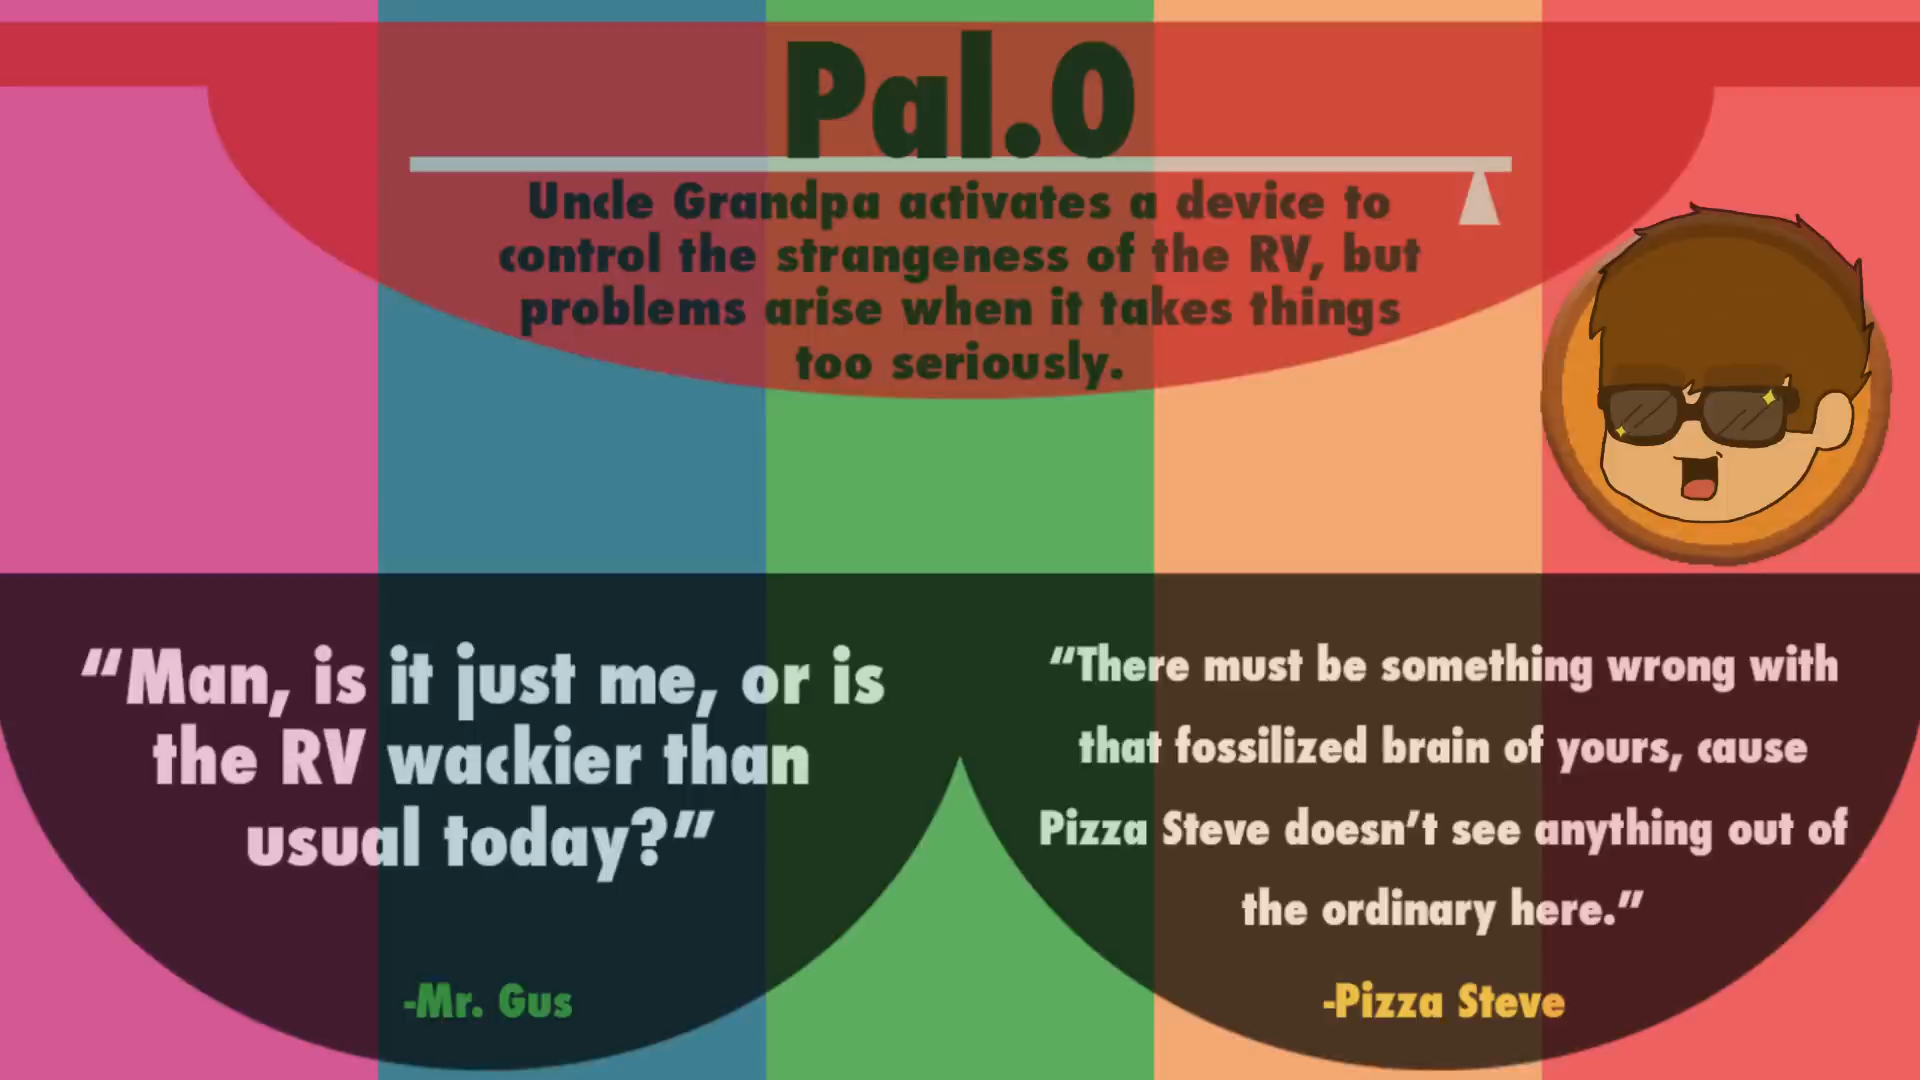 Pal.0
Uncle Grandpa activates a device to
control the strangeness of the RV, but
problems arise when it takes things
too seriously.
“Man, is it just me, or is
the RV wackier than
usual today?”
-Mr. Gus
“There must be something wrong with
that fossilized brain of yours, cause
Pizza Steve doesn’t see anything out of
the ordinary here.”
-Pizza Steve